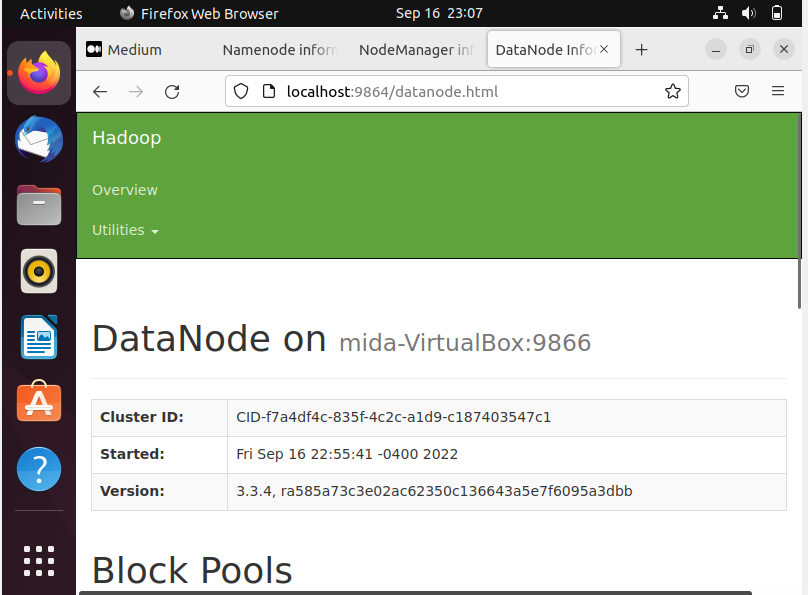 Activities
Firefox Web Browser
Sep 16 23:07
Medium
Namenode inform
NodeManager inf
DataNode Infor
localhost:9864/datanode.html
Hadoop
Overview
Utilities
DataNode on mida-VirtualBox:9866
Cluster ID: CID-f7a4df4c-835f-4c2c-a1d9-c187403547c1
Started: Fri Sep 16 22:55:41 -0400 2022
Version: 3.3.4, ra585a73c3e02ac62350c136643a5e7f6095a3dbb
Block Pools